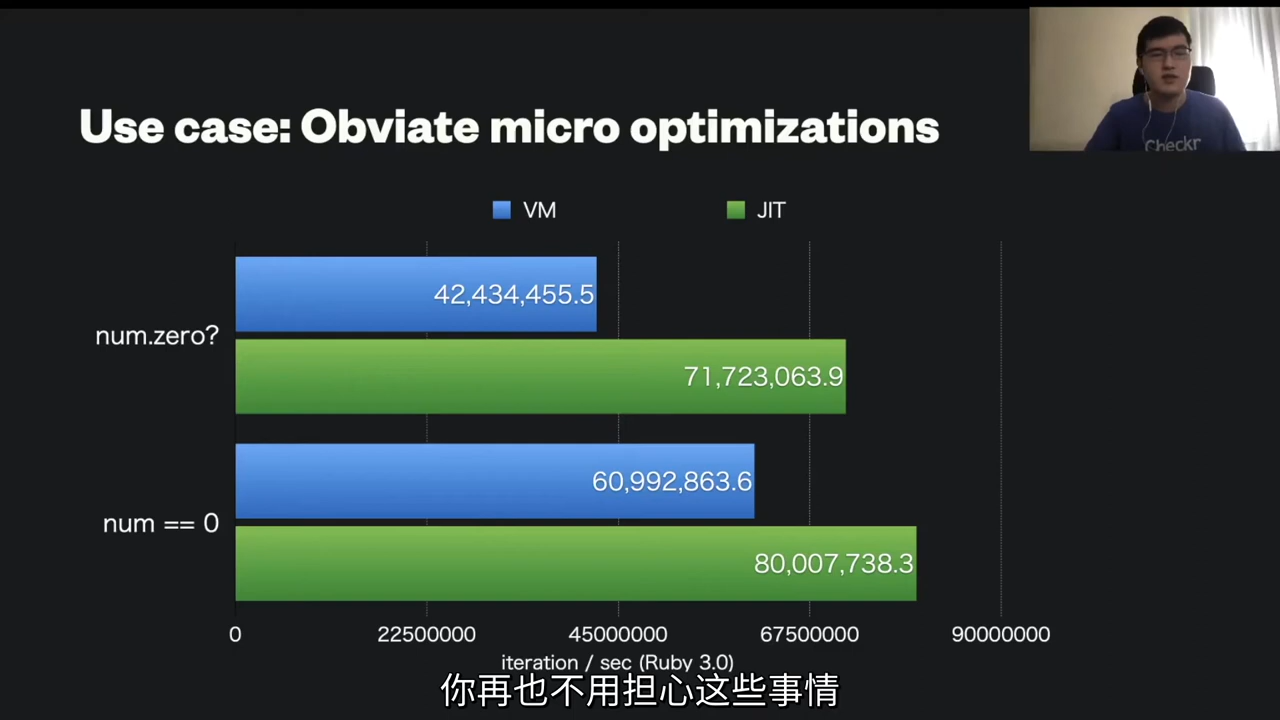 Use case: Obviate micro optimizations
Checkr
VM
JIT
42,434,455.5
num.zero?
71,723,063.9
60,992,863.6
num == 0
80,007,738.3
0 22500000 45000000 67500000 90000000
iteration / sec (Ruby 3.0)
你再也不用担心这些事情